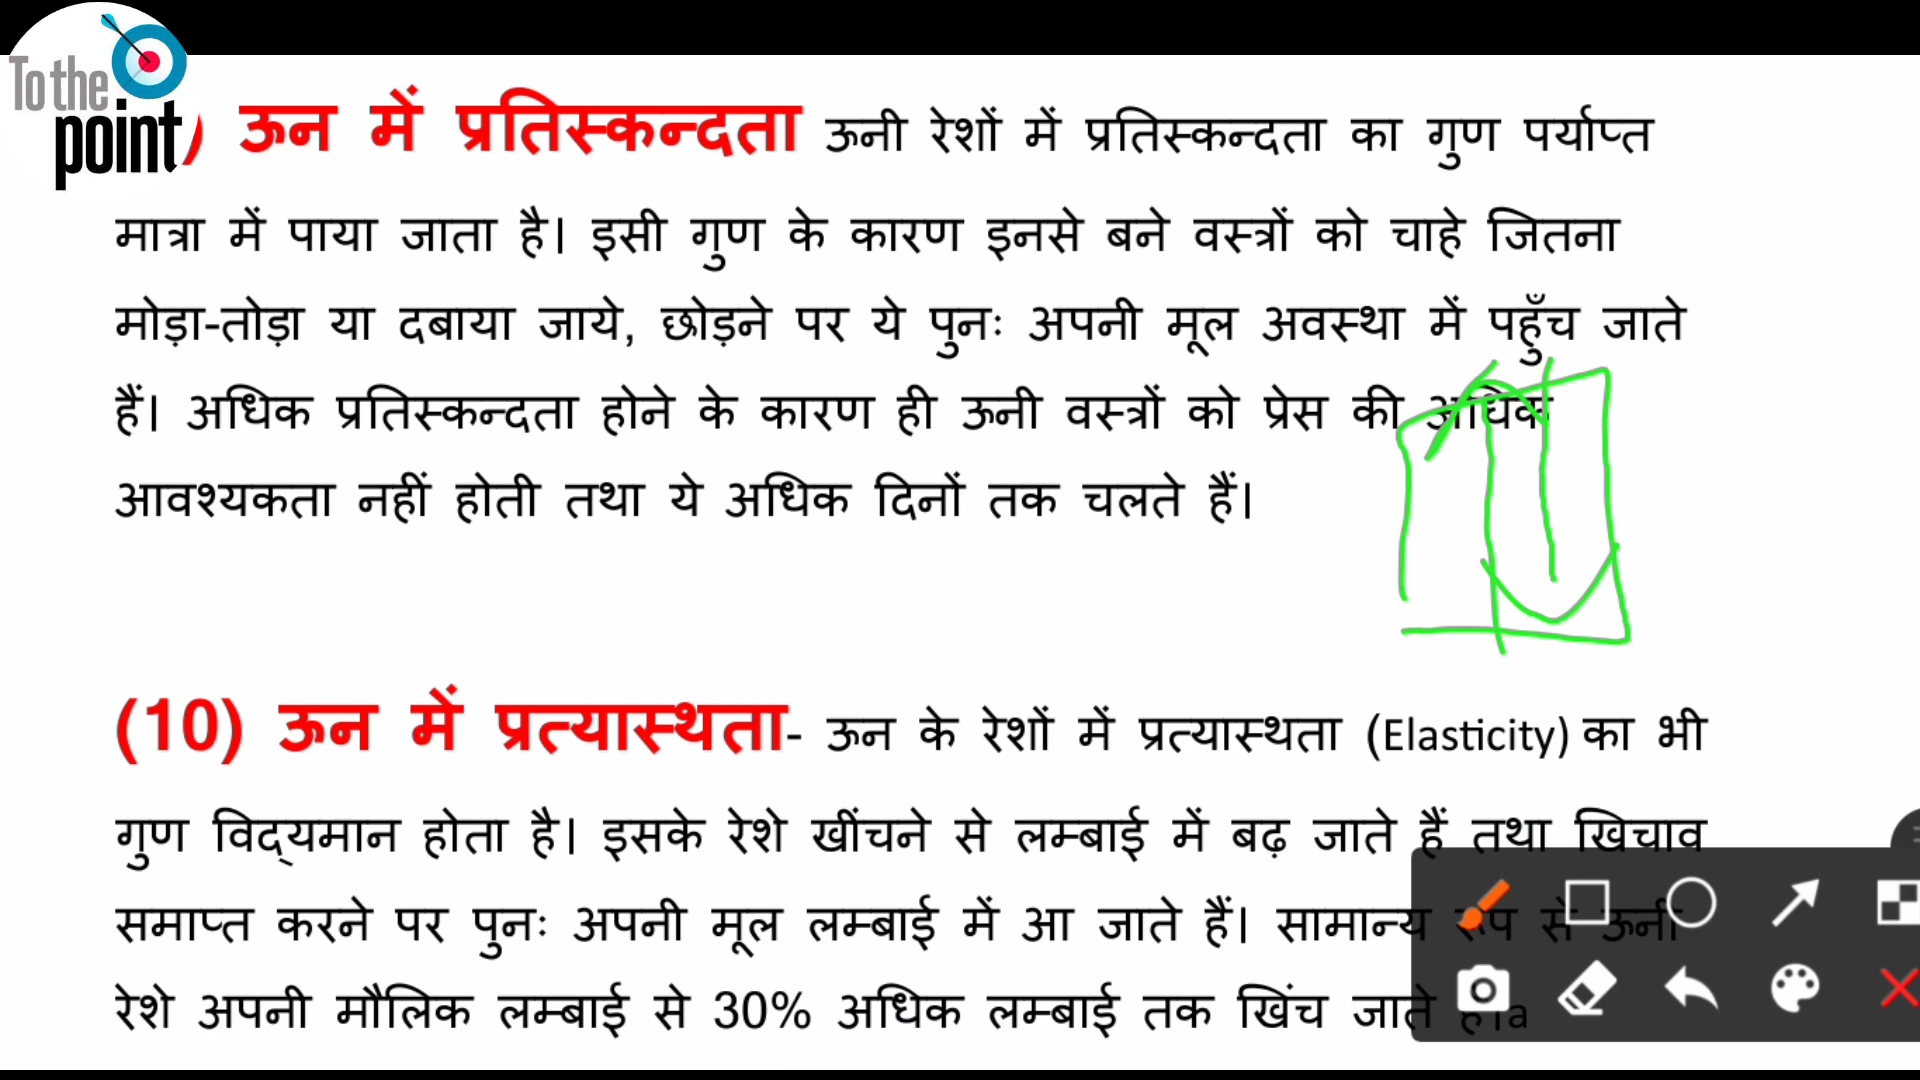 To the
point
) ऊन में प्रतिस्कन्दता ऊनी रेशों में प्रतिस्कन्दता का गुण पर्याप्त
मात्रा में पाया जाता है। इसी गुण के कारण इनसे बने वस्त्रों को चाहे जितना
मोड़ा-तोड़ा या दबाया जाये, छोड़ने पर ये पुनः अपनी मूल अवस्था में पहुँच जाते
हैं। अधिक प्रतिस्कन्दता होने के कारण ही ऊनी वस्त्रों को प्रेस की अधिक
आवश्यकता नहीं होती तथा ये अधिक दिनों तक चलते हैं।
(10) ऊन में प्रत्यास्थता- ऊन के रेशों में प्रत्यास्थता (Elasticity) का भी
गुण विद्यमान होता है। इसके रेशे खींचने से लम्बाई में बढ़ जाते हैं तथा खिचाव
समाप्त करने पर पुनः अपनी मूल लम्बाई में आ जाते हैं। सामान्य रूप से ऊनी
रेशे अपनी मौलिक लम्बाई से 30% अधिक लम्बाई तक खिंच जाते है।a